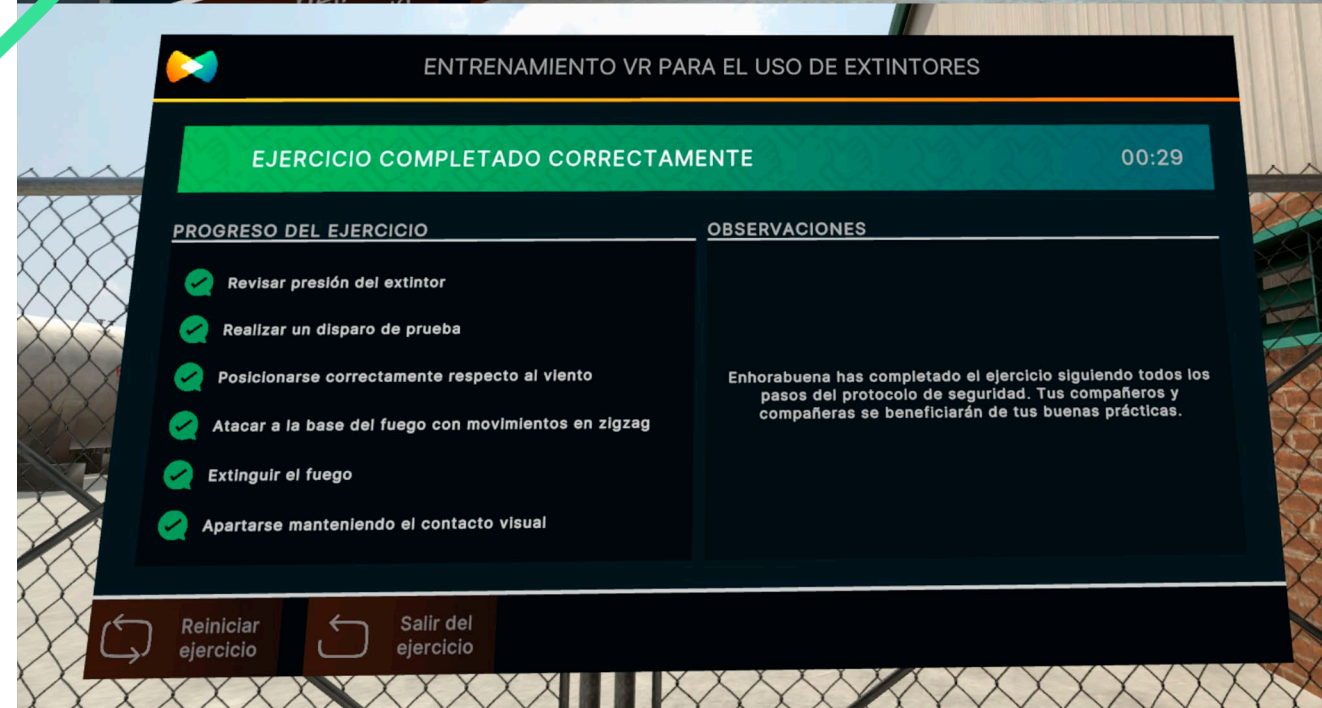 ENTRENAMIENTO VR PARA EL USO DE EXTINTORES
EJERCICIO COMPLETADO CORRECTAMENTE
00:29
PROGRESO DEL EJERCICIO
Revisar presión del extintor
Realizar un disparo de prueba
Posicionarse correctamente respecto al viento
Atacar a la base del fuego con movimientos en zigzag
Extinguir el fuego
Apartarse manteniendo el contacto visual
OBSERVACIONES
Enhorabuena has completado el ejercicio siguiendo todos los
pasos del protocolo de seguridad. Tus compañeros y
compañeras se beneficiarán de tus buenas prácticas.
Reiniciar
ejercicio
Salir del
ejercicio